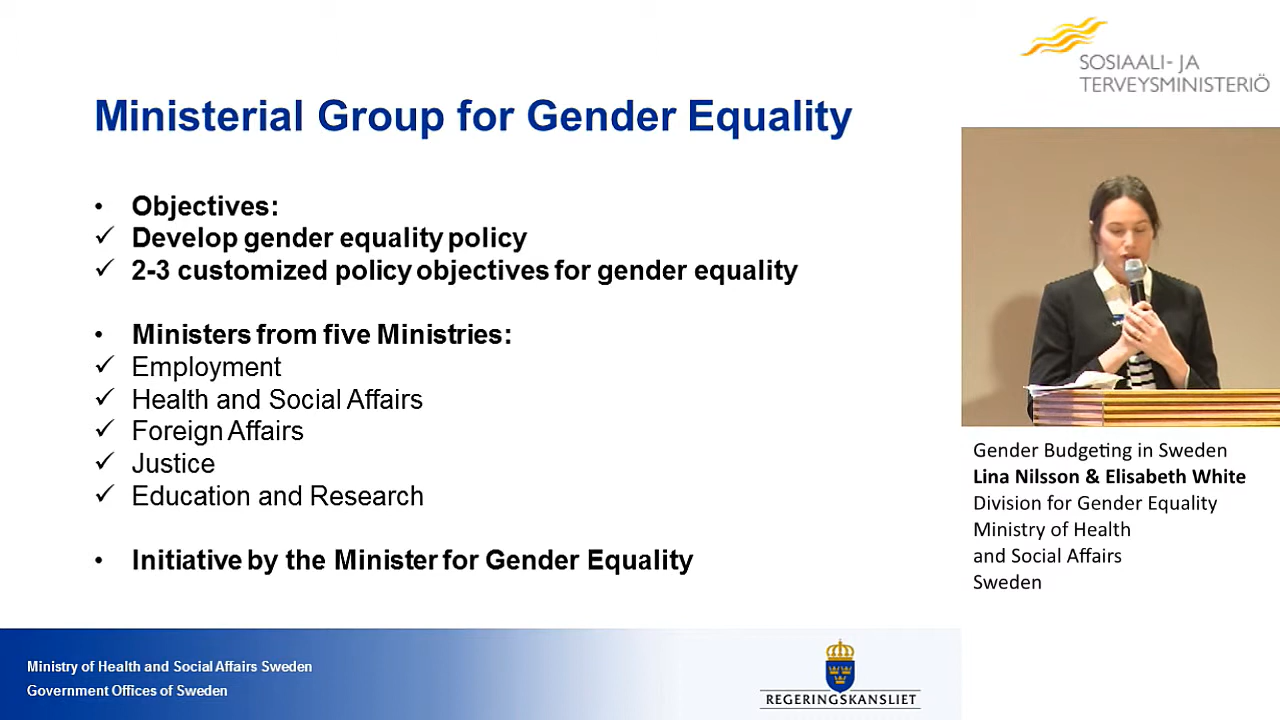 Ministerial Group for Gender Equality
• Objectives:
✓ Develop gender equality policy
✓ 2-3 customized policy objectives for gender equality
• Ministers from five Ministries:
✓ Employment
✓ Health and Social Affairs
✓ Foreign Affairs
✓ Justice
✓ Education and Research
• Initiative by the Minister for Gender Equality
Ministry of Health and Social Affairs Sweden
Government Offices of Sweden
REGERINGSKANSLIET
SOSIAALI- JA
TERVEYSMINISTERIÖ
Gender Budgeting in Sweden
Lina Nilsson & Elisabeth White
Division for Gender Equality
Ministry of Health
and Social Affairs
Sweden